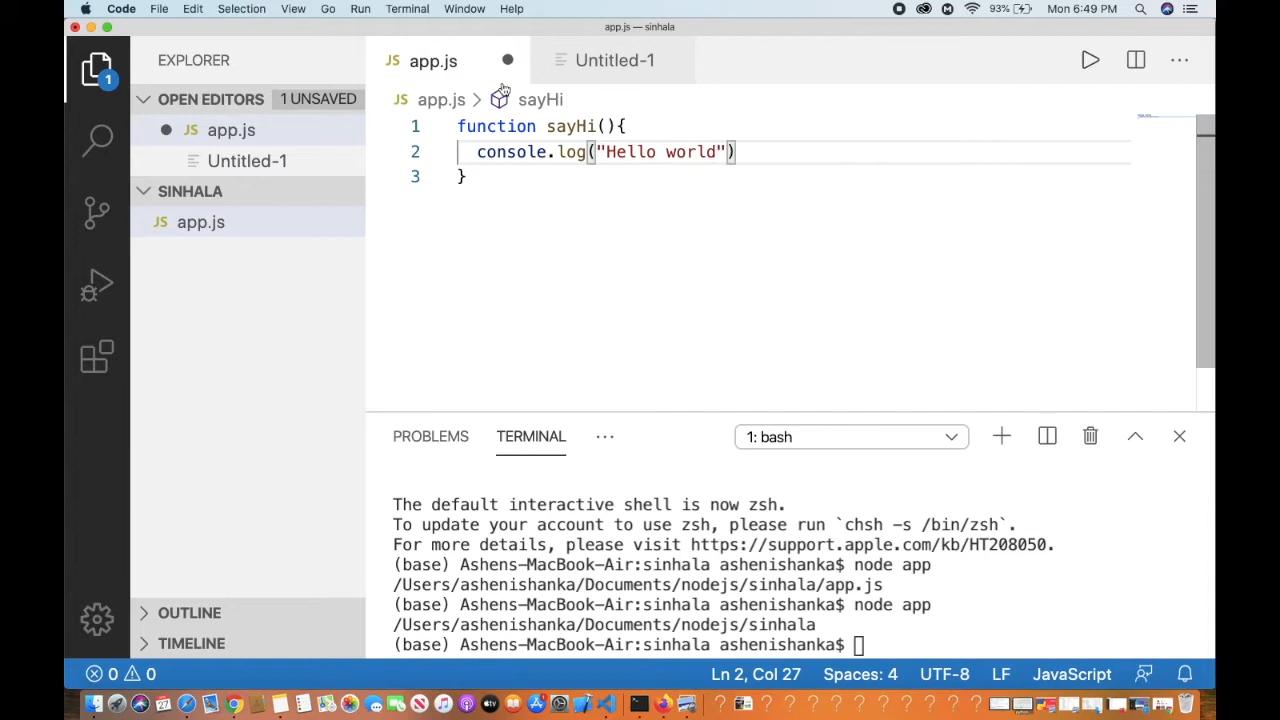 Code File Edit Selection View Go Run Terminal Window Help 93% Mon 6:49 PM
app.js — sinhala
EXPLORER
JS app.js
Untitled-1
OPEN EDITORS 1 UNSAVED
JS app.js
Untitled-1
SINHALA
JS app.js
OUTLINE
TIMELINE
1
JS app.js > sayHi
1 function sayHi(){
2 console.log("Hello world")
3 }
PROBLEMS TERMINAL ··· 1: bash
The default interactive shell is now zsh.
To update your account to use zsh, please run `chsh -s /bin/zsh`.
For more details, please visit https://support.apple.com/kb/HT208050.
(base) Ashens-MacBook-Air:sinhala ashenishanka$ node app
/Users/ashenishanka/Documents/nodejs/sinhala/app.js
(base) Ashens-MacBook-Air:sinhala ashenishanka$ node app
/Users/ashenishanka/Documents/nodejs/sinhala
(base) Ashens-MacBook-Air:sinhala ashenishanka$
0 0 Ln 2, Col 27 Spaces: 4 UTF-8 LF JavaScript